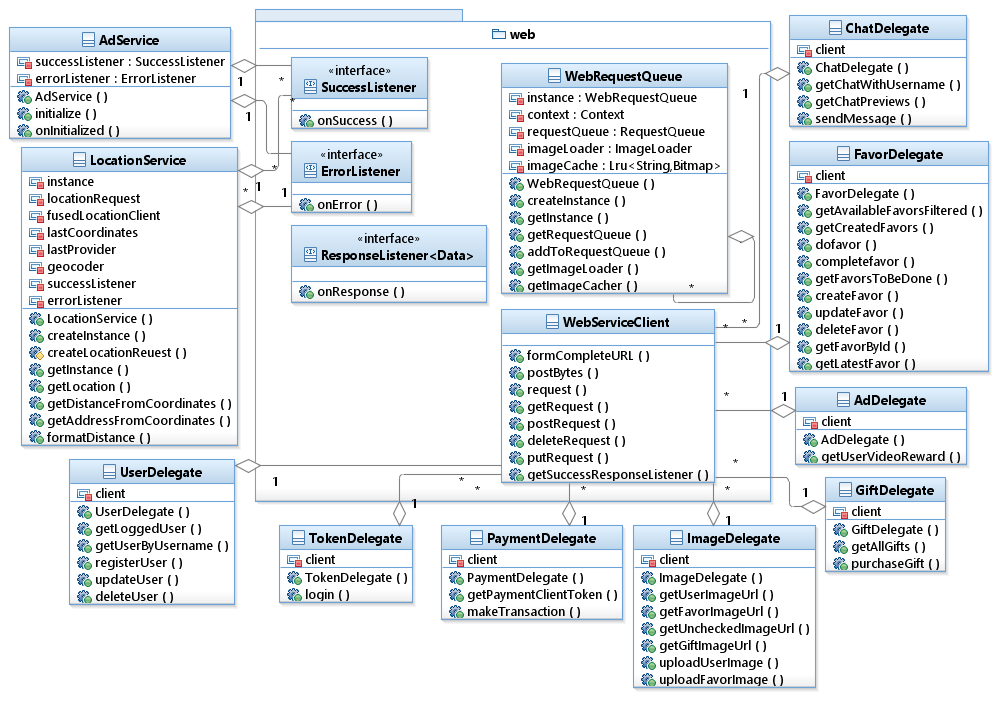 AdService
successListener : SuccessListener
errorListener : ErrorListener
AdService ( )
initialize ( )
onInitialized ( )
LocationService
instance
locationRequest
fusedLocationClient
lastCoordinates
lastProvider
geocoder
successListener
errorListener
LocationService ( )
createInstance ( )
createLocationReuest ( )
getInstance ( )
getLocation ( )
getDistanceFromCoordinates ( )
getAddressFromCoordinates ( )
formatDistance ( )
UserDelegate
client
UserDelegate ( )
getLoggedUser ( )
getUserByUsername ( )
registerUser ( )
updateUser ( )
deleteUser ( )
web
«interface»
SuccessListener
onSuccess ( )
«interface»
ErrorListener
onError ( )
«interface»
ResponseListener<Data>
onResponse ( )
WebRequestQueue
instance : WebRequestQueue
context : Context
requestQueue : RequestQueue
imageLoader : ImageLoader
imageCache : Lru<String,Bitmap>
WebRequestQueue ( )
createInstance ( )
getInstance ( )
getRequestQueue ( )
addToRequestQueue ( )
getImageLoader ( )
getImageCacher ( )
WebServiceClient
formCompleteURL ( )
postBytes ( )
request ( )
getRequest ( )
postRequest ( )
deleteRequest ( )
putRequest ( )
getSuccessResponseListener ( )
TokenDelegate
client
TokenDelegate ( )
login ( )
PaymentDelegate
client
PaymentDelegate ( )
getPaymentClientToken ( )
makeTransaction ( )
ImageDelegate
client
ImageDelegate ( )
getUserImageUrl ( )
getFavorImageUrl ( )
getUncheckedImageUrl ( )
getGiftImageUrl ( )
uploadUserImage ( )
uploadFavorImage ( )
ChatDelegate
client
ChatDelegate ( )
getChatWithUsername ( )
getChatPreviews ( )
sendMessage ( )
FavorDelegate
client
FavorDelegate ( )
getAvailableFavorsFiltered ( )
getCreatedFavors ( )
dofavor ( )
completefavor ( )
getFavorsToBeDone ( )
createFavor ( )
updateFavor ( )
deleteFavor ( )
getFavorById ( )
getLatestFavor ( )
AdDelegate
client
AdDelegate ( )
getUserVideoReward ( )
GiftDelegate
client
GiftDelegate ( )
getAllGifts ( )
purchaseGift ( )
1
*
1
*
1
*
1
*
*
1
*
*
1
*
1
*
1
1
*
1
*
1
*
1